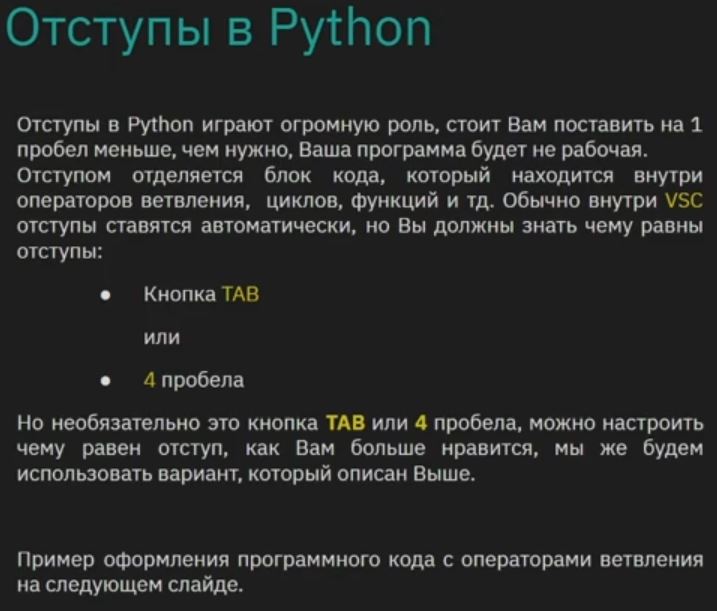 Отступы в Python
Отступы в Python играют огромную роль, стоит Вам поставить на 1
пробел меньше, чем нужно, Ваша программа будет не рабочая.
Отступом отделяется блок кода, который находится внутри
операторов ветвления, циклов, функций и тд. Обычно внутри VSC
отступы ставятся автоматически, но Вы должны знать чему равны
отступы:
● Кнопка TAB
или
● 4 пробела
Но необязательно это кнопка TAB или 4 пробела, можно настроить
чему равен отступ, как Вам больше нравится, мы же будем
использовать вариант, который описан Выше.
Пример оформления программного кода с операторами ветвления
на следующем слайде.